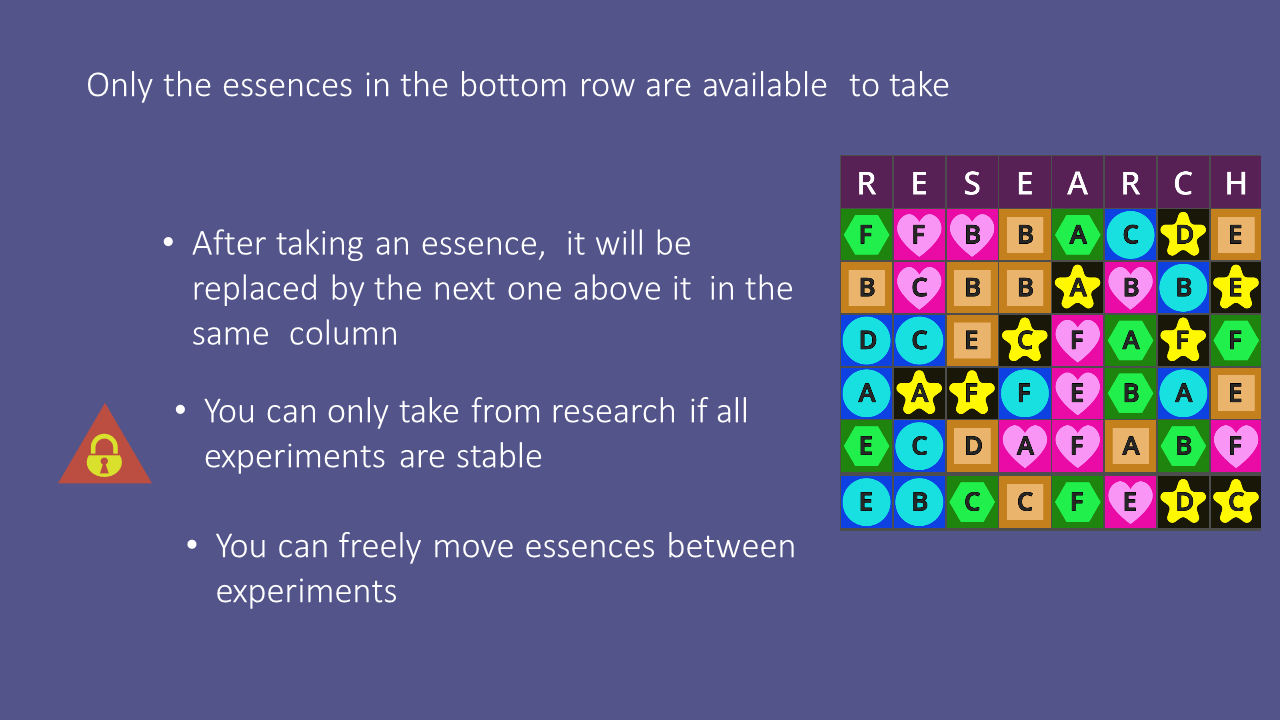 Only the essences in the bottom row are available to take
• After taking an essence, it will be
replaced by the next one above it in the
same column
• You can only take from research if all
experiments are stable
• You can freely move essences between
experiments
R E S E A R C H
F F B B A C D E
B C B B A B B E
D C E C F A F F
A A F F E B A E
E C D A F A B F
E B C C F E D C